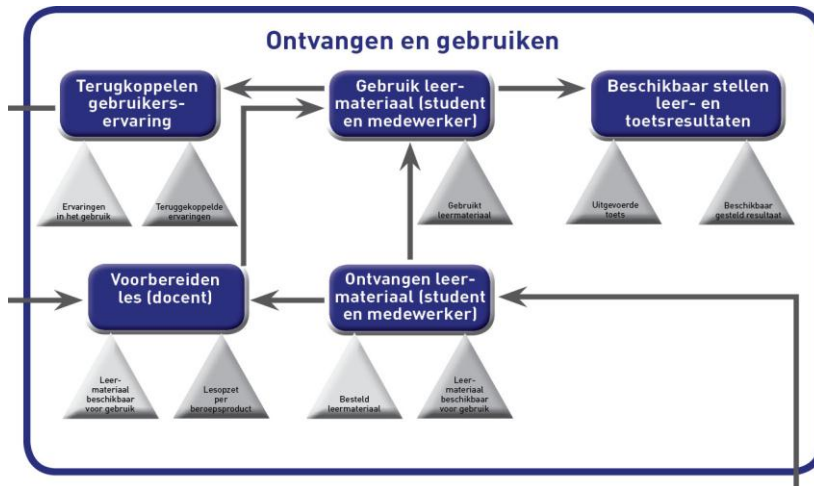 Ontvangen en gebruiken
Terugkoppelen
gebruikers-
ervaring
Gebruik leer-
materiaal (student
en medewerker)
Beschikbaar stellen
leer- en
toetsresultaten
Ervaringen
in het gebruik
Teruggekoppelde
ervaringen
Gebruikt
leermateriaal
Uitgevoerde
toets
Beschikbaar
gesteld resultaat
Voorbereiden
les (docent)
Ontvangen leer-
materiaal (student
en medewerker)
Leer-
materiaal
beschikbaar
voor gebruik
Lesopzet
per
beroepsproduct
Besteld
leermateriaal
Leer-
materiaal
beschikbaar
voor gebruik